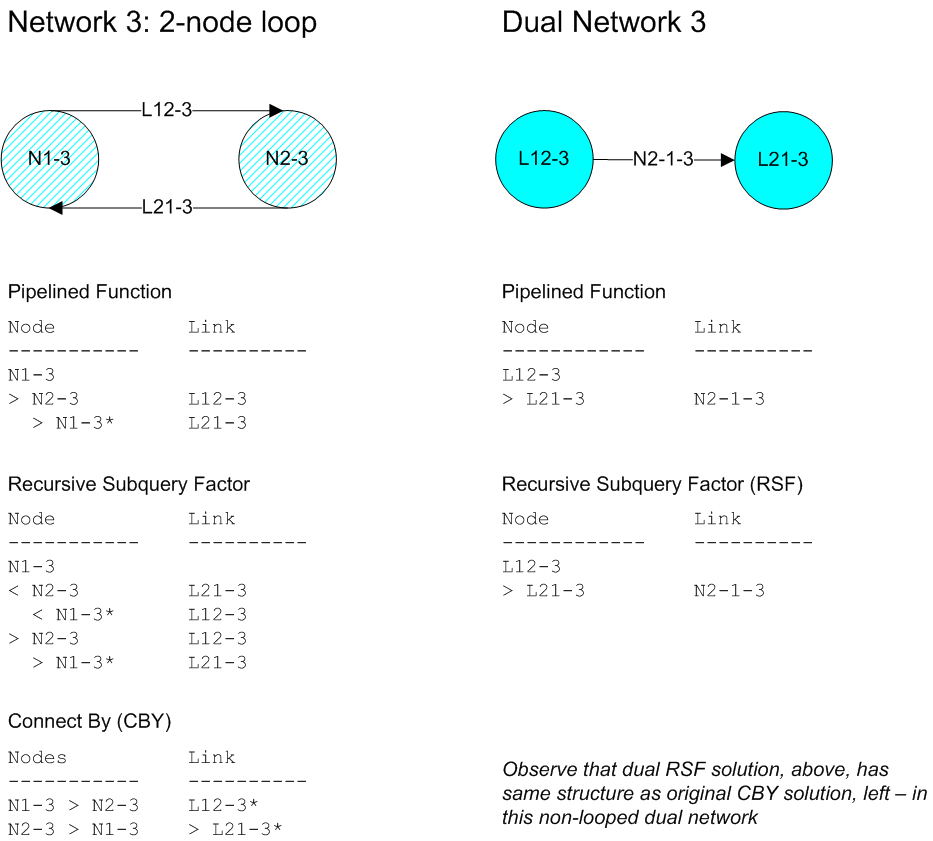 Network 3: 2-node loop
L12-3
N1-3
N2-3
L21-3
Pipelined Function
Node Link
----------- ----------
N1-3
> N2-3 L12-3
> N1-3* L21-3
Recursive Subquery Factor
Node Link
----------- ----------
N1-3
< N2-3 L21-3
< N1-3* L12-3
> N2-3 L12-3
> N1-3* L21-3
Connect By (CBY)
Nodes Link
----------- ----------
N1-3 > N2-3 L12-3*
N2-3 > N1-3 > L21-3*
Dual Network 3
L12-3
N2-1-3
L21-3
Pipelined Function
Node Link
------------ ----------
L12-3
> L21-3 N2-1-3
Recursive Subquery Factor (RSF)
Node Link
------------ ----------
L12-3
> L21-3 N2-1-3
Observe that dual RSF solution, above, has
same structure as original CBY solution, left – in
this non-looped dual network